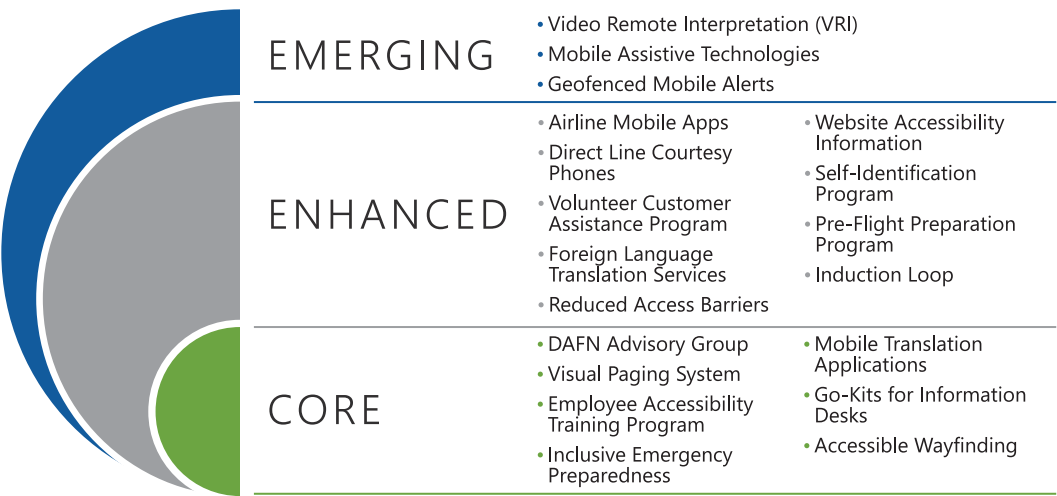 EMERGING
• Video Remote Interpretation (VRI)
• Mobile Assistive Technologies
• Geofenced Mobile Alerts
ENHANCED
• Airline Mobile Apps
• Direct Line Courtesy
Phones
• Volunteer Customer
Assistance Program
• Foreign Language
Translation Services
• Reduced Access Barriers
• Website Accessibility
Information
• Self-Identification
Program
• Pre-Flight Preparation
Program
• Induction Loop
CORE
• DAFN Advisory Group
• Visual Paging System
• Employee Accessibility
Training Program
• Inclusive Emergency
Preparedness
• Mobile Translation
Applications
• Go-Kits for Information
Desks
• Accessible Wayfinding